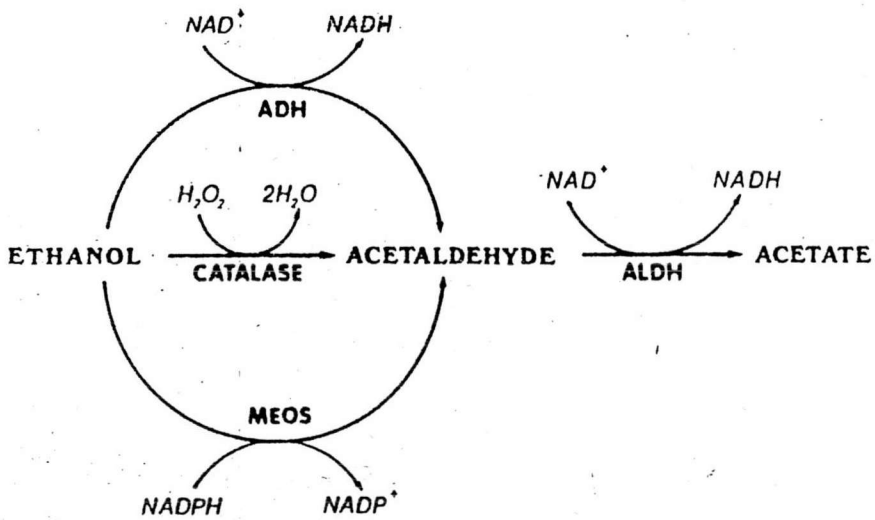 NAD⁺ NADH
ADH
H₂O₂ 2H₂O
NAD⁺ NADH
ETHANOL CATALASE ACETALDEHYDE ALDH ACETATE
MEOS
NADPH NADP⁺